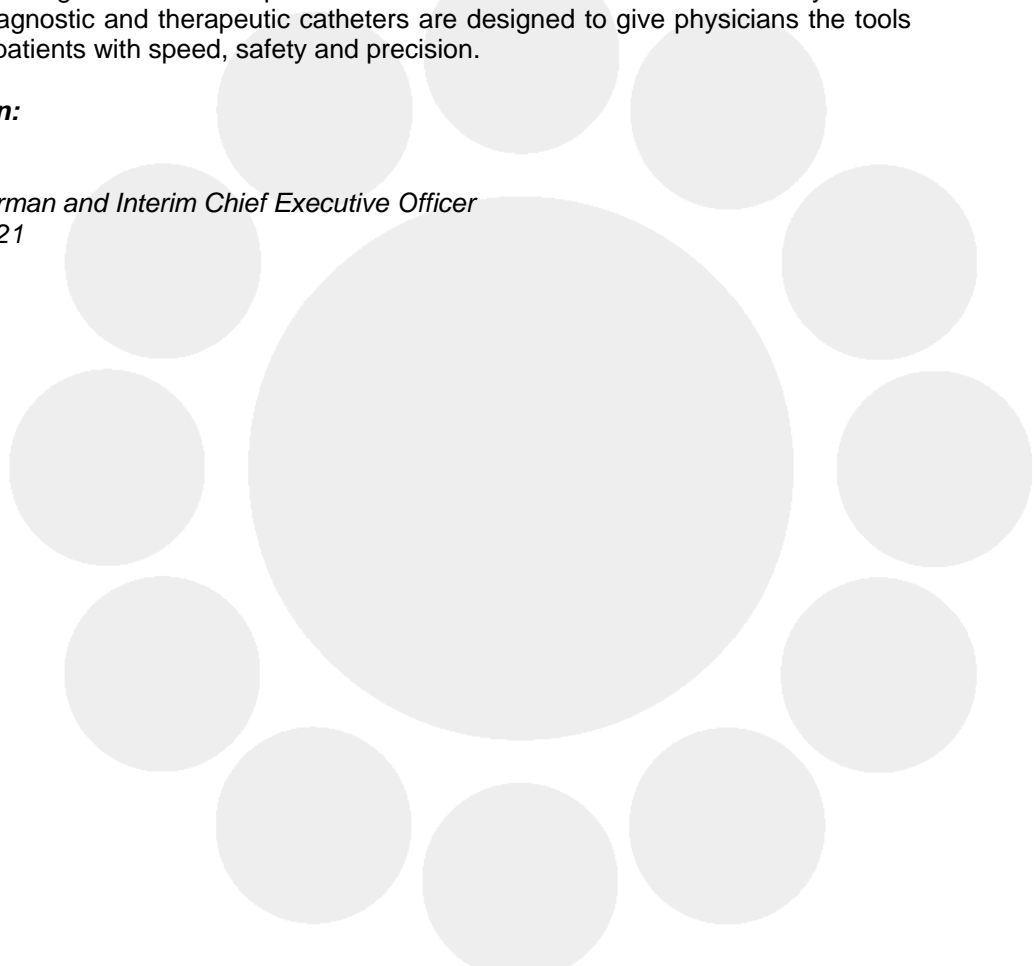 agnostic and therapeutic catheters are designed to give physicians the tools
patients with speed, safety and precision.
n:
rman and Interim Chief Executive Officer
21